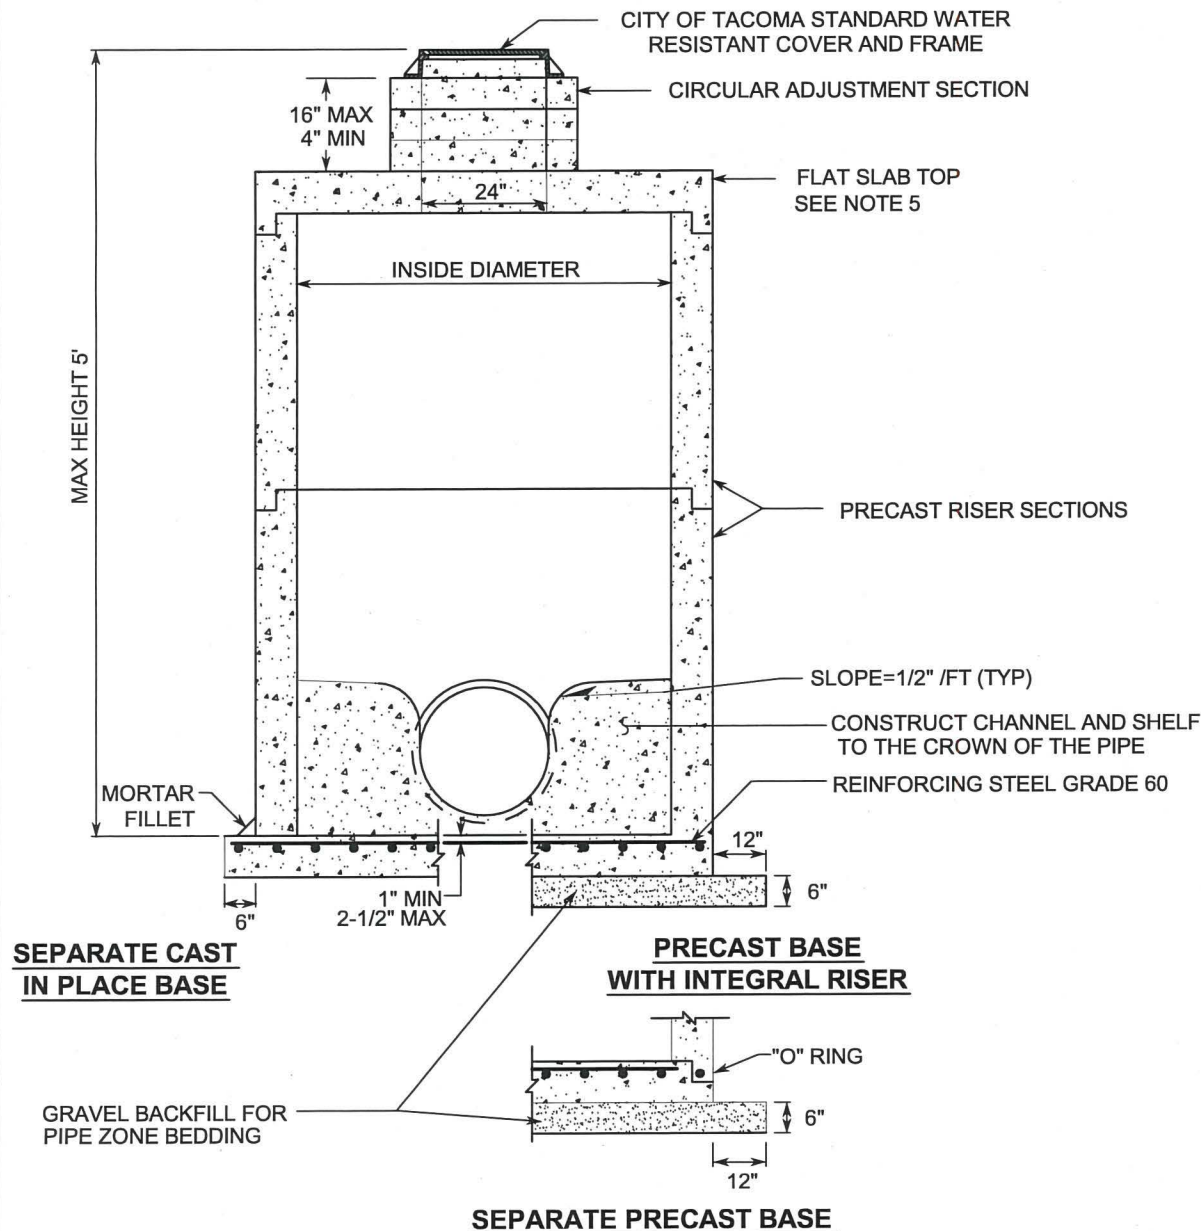 CITY OF TACOMA STANDARD WATER
RESISTANT COVER AND FRAME
CIRCULAR ADJUSTMENT SECTION
16" MAX
4" MIN
FLAT SLAB TOP
SEE NOTE 5
24"
INSIDE DIAMETER
MAX HEIGHT 5'
PRECAST RISER SECTIONS
SLOPE=1/2" /FT (TYP)
CONSTRUCT CHANNEL AND SHELF
TO THE CROWN OF THE PIPE
REINFORCING STEEL GRADE 60
MORTAR
FILLET
12"
6"
1" MIN
2-1/2" MAX
6"
SEPARATE CAST
IN PLACE BASE
PRECAST BASE
WITH INTEGRAL RISER
"O" RING
GRAVEL BACKFILL FOR
PIPE ZONE BEDDING
6"
12"
SEPARATE PRECAST BASE